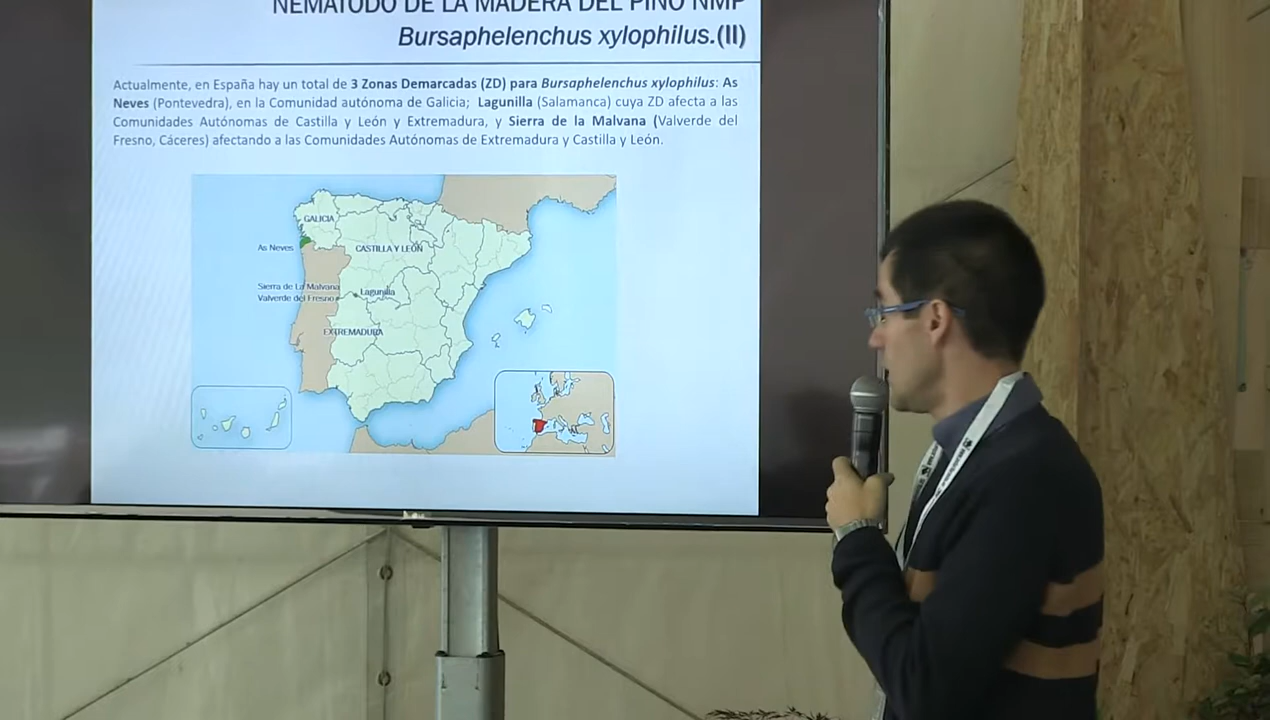 NEMATODO DE LA MADERA DEL PINO NMP
Bursaphelenchus xylophilus.(II)
Actualmente, en España hay un total de 3 Zonas Demarcadas (ZD) para Bursaphelenchus xylophilus: As
Neves (Pontevedra), en la Comunidad autónoma de Galicia; Lagunilla (Salamanca) cuya ZD afecta a las
Comunidades Autónomas de Castilla y León y Extremadura, y Sierra de la Malvana (Valverde del
Fresno, Cáceres) afectando a las Comunidades Autónomas de Extremadura y Castilla y León.
GALICIA
As Neves
CASTILLA Y LEÓN
Sierra de La Malvana
Valverde del Fresno
Lagunilla
EXTREMADURA